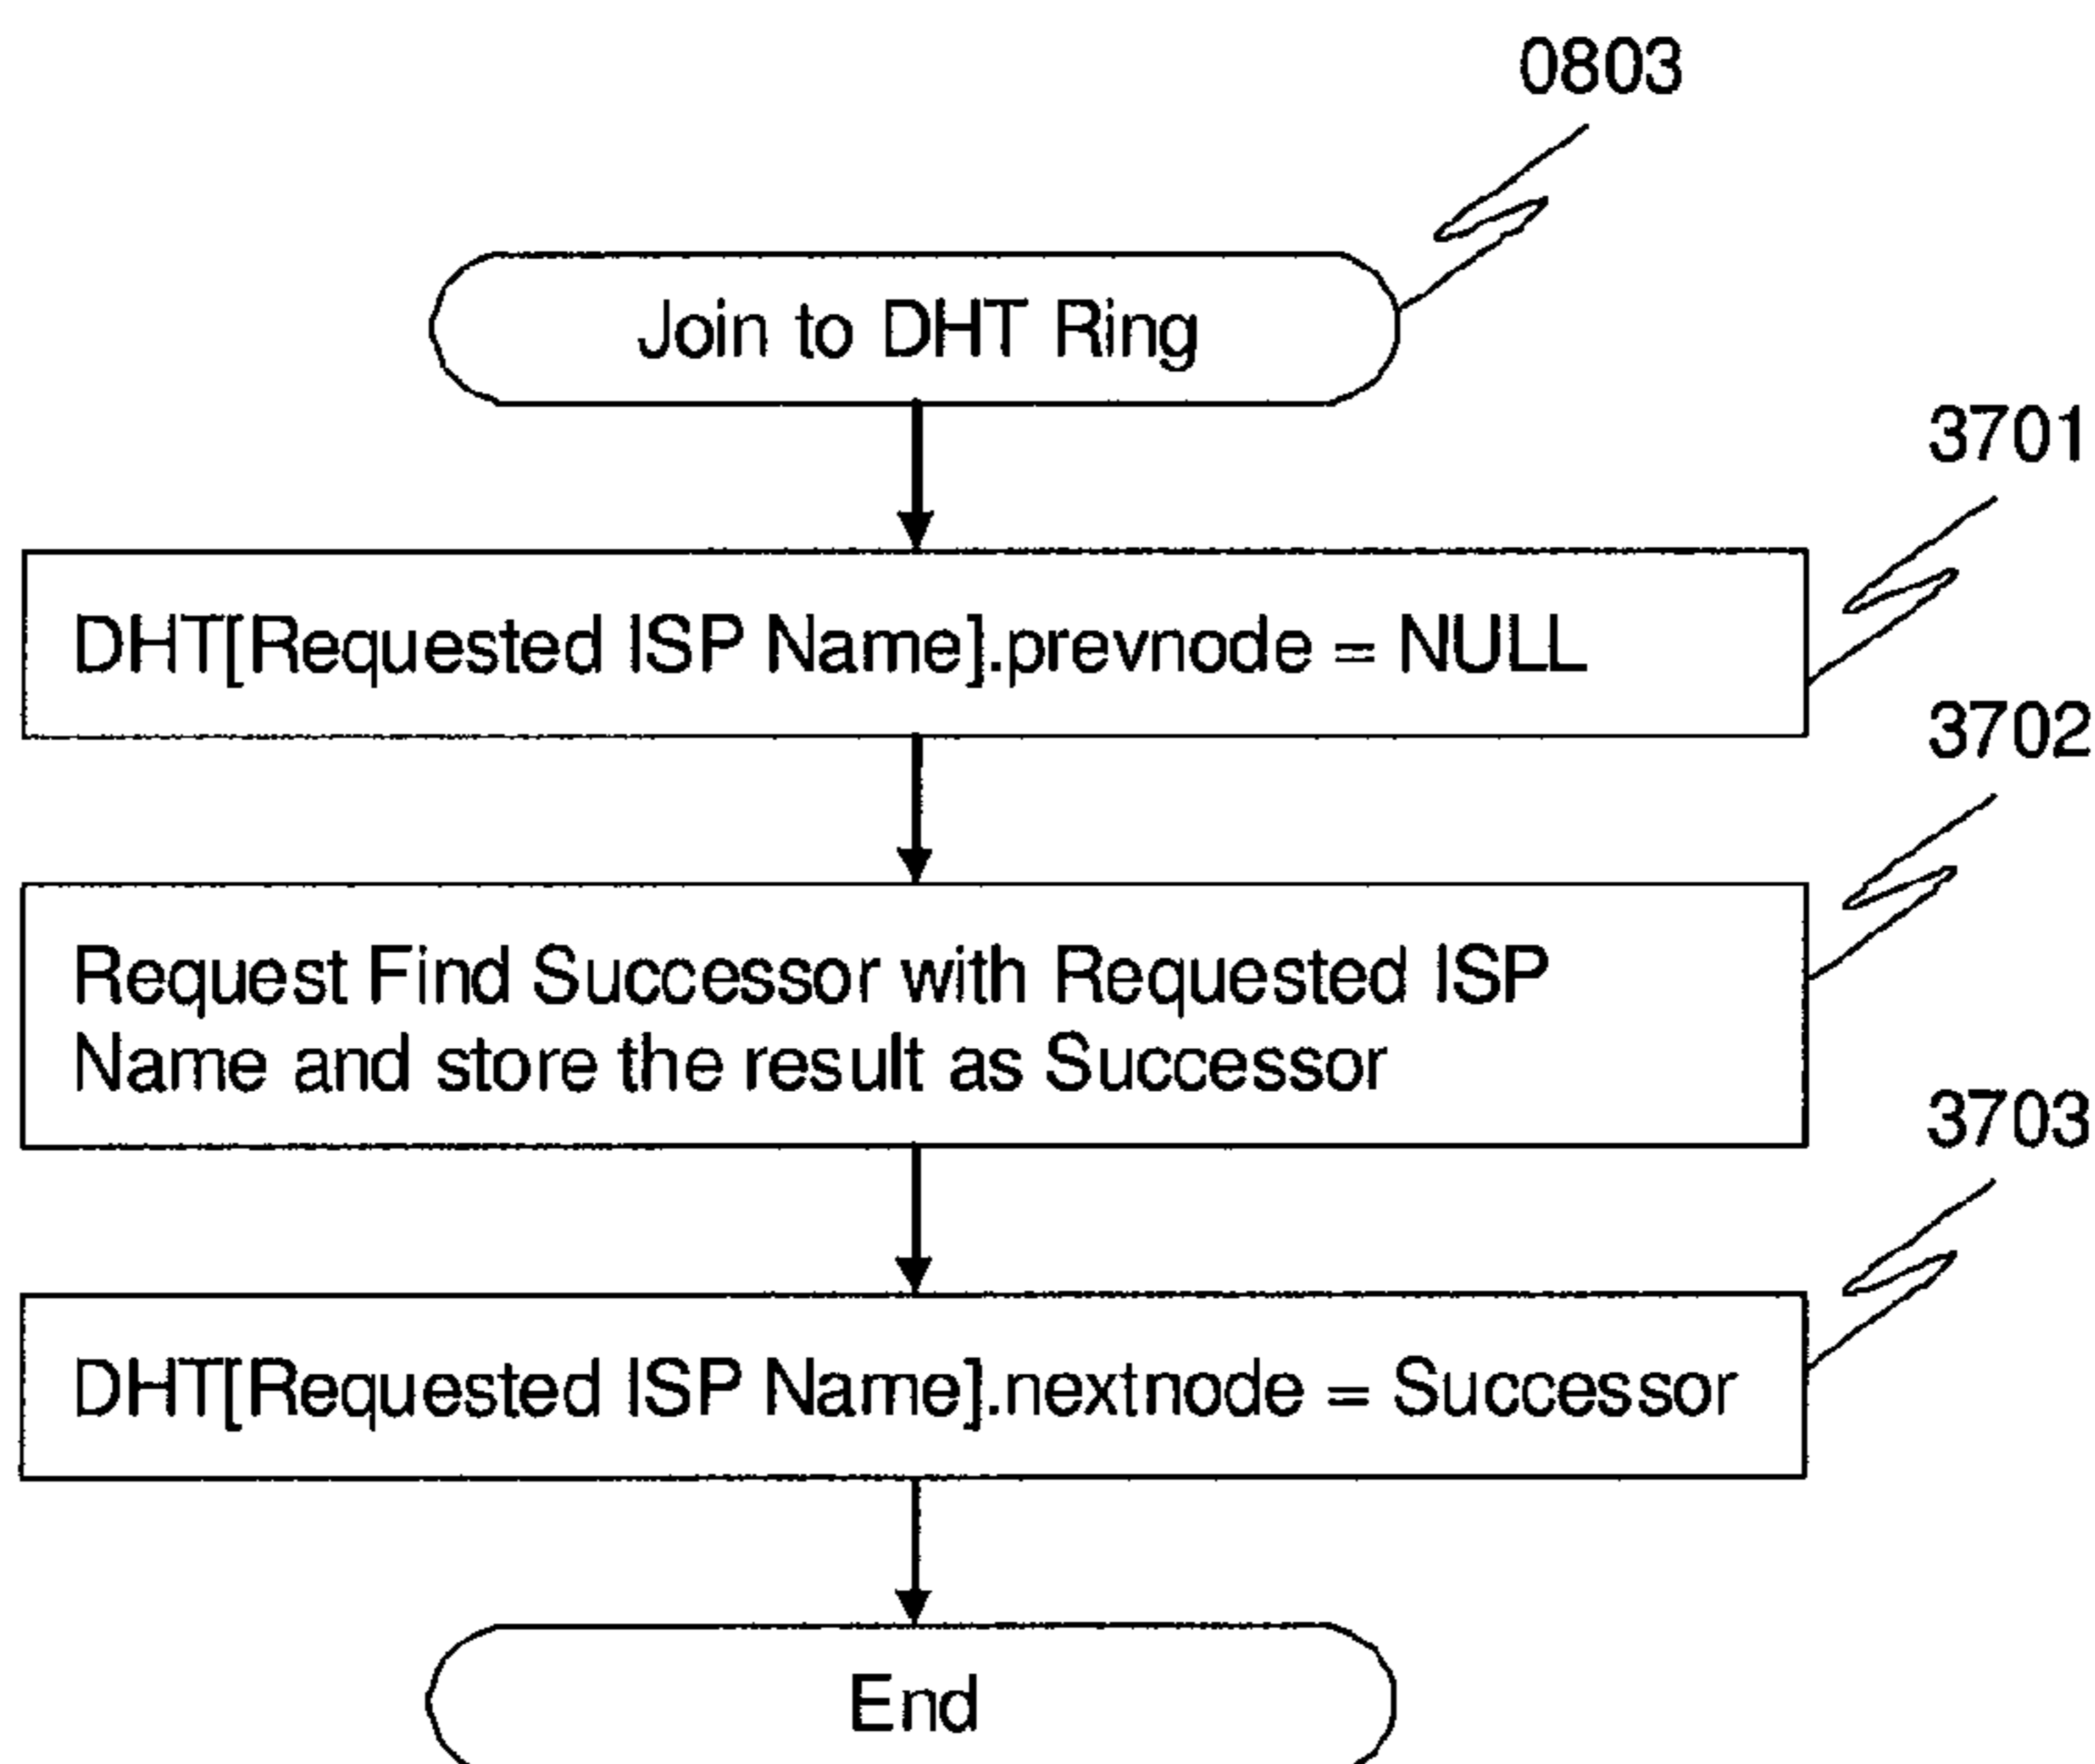 0803
Join to DHT Ring
3701
DHT[Requested ISP Name].prevnode = NULL
3702
Request Find Successor with Requested ISP
Name and store the result as Successor
3703
DHT[Requested ISP Name].nextnode = Successor
End